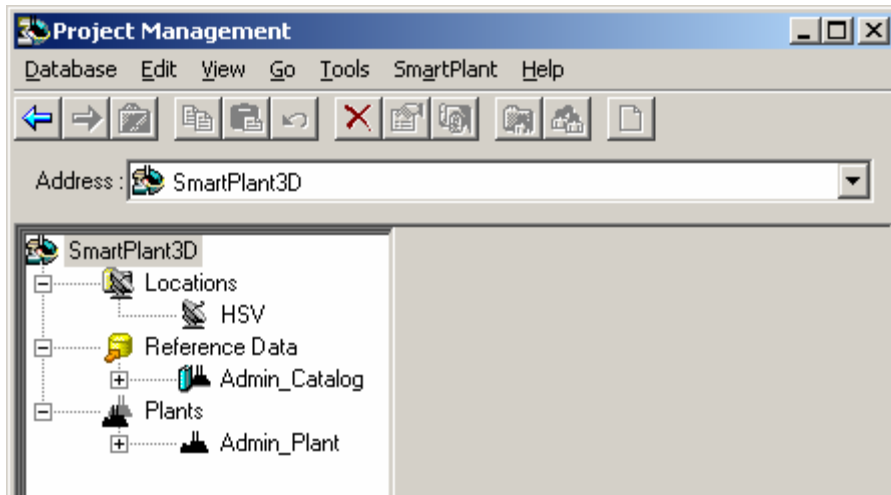 Project Management
Database Edit View Go Tools SmartPlant Help
Address : SmartPlant3D
SmartPlant3D
Locations
HSV
Reference Data
Admin_Catalog
Plants
Admin_Plant